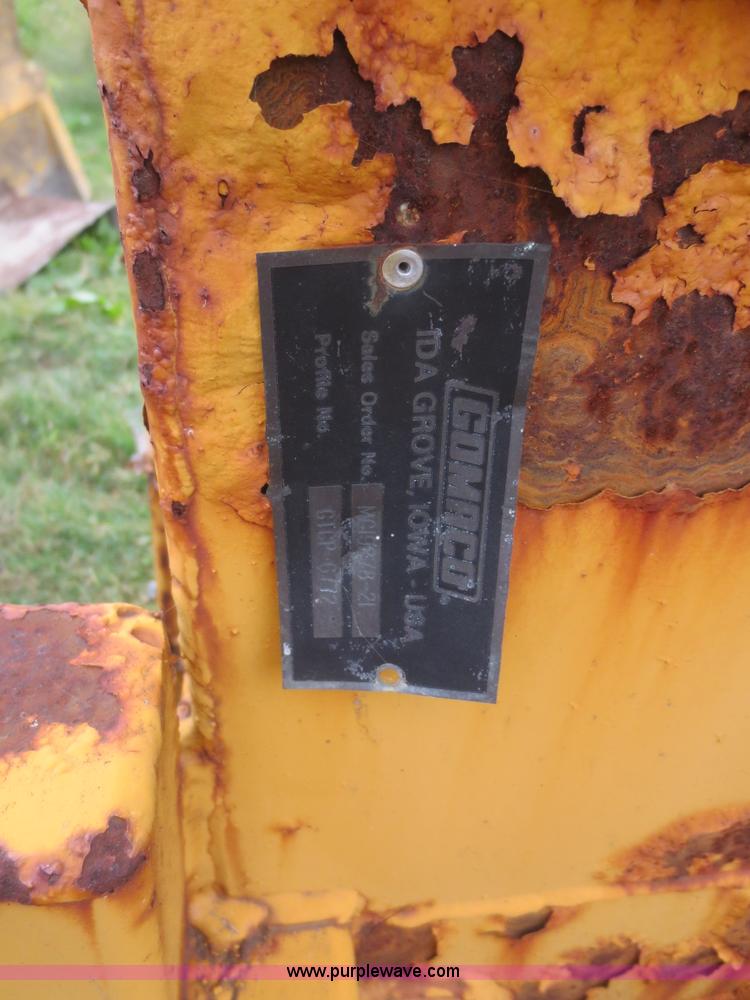 GOMACO®
IDA GROVE, IOWA - USA
Sales Order No.
Profile No.
www.purplewave.com